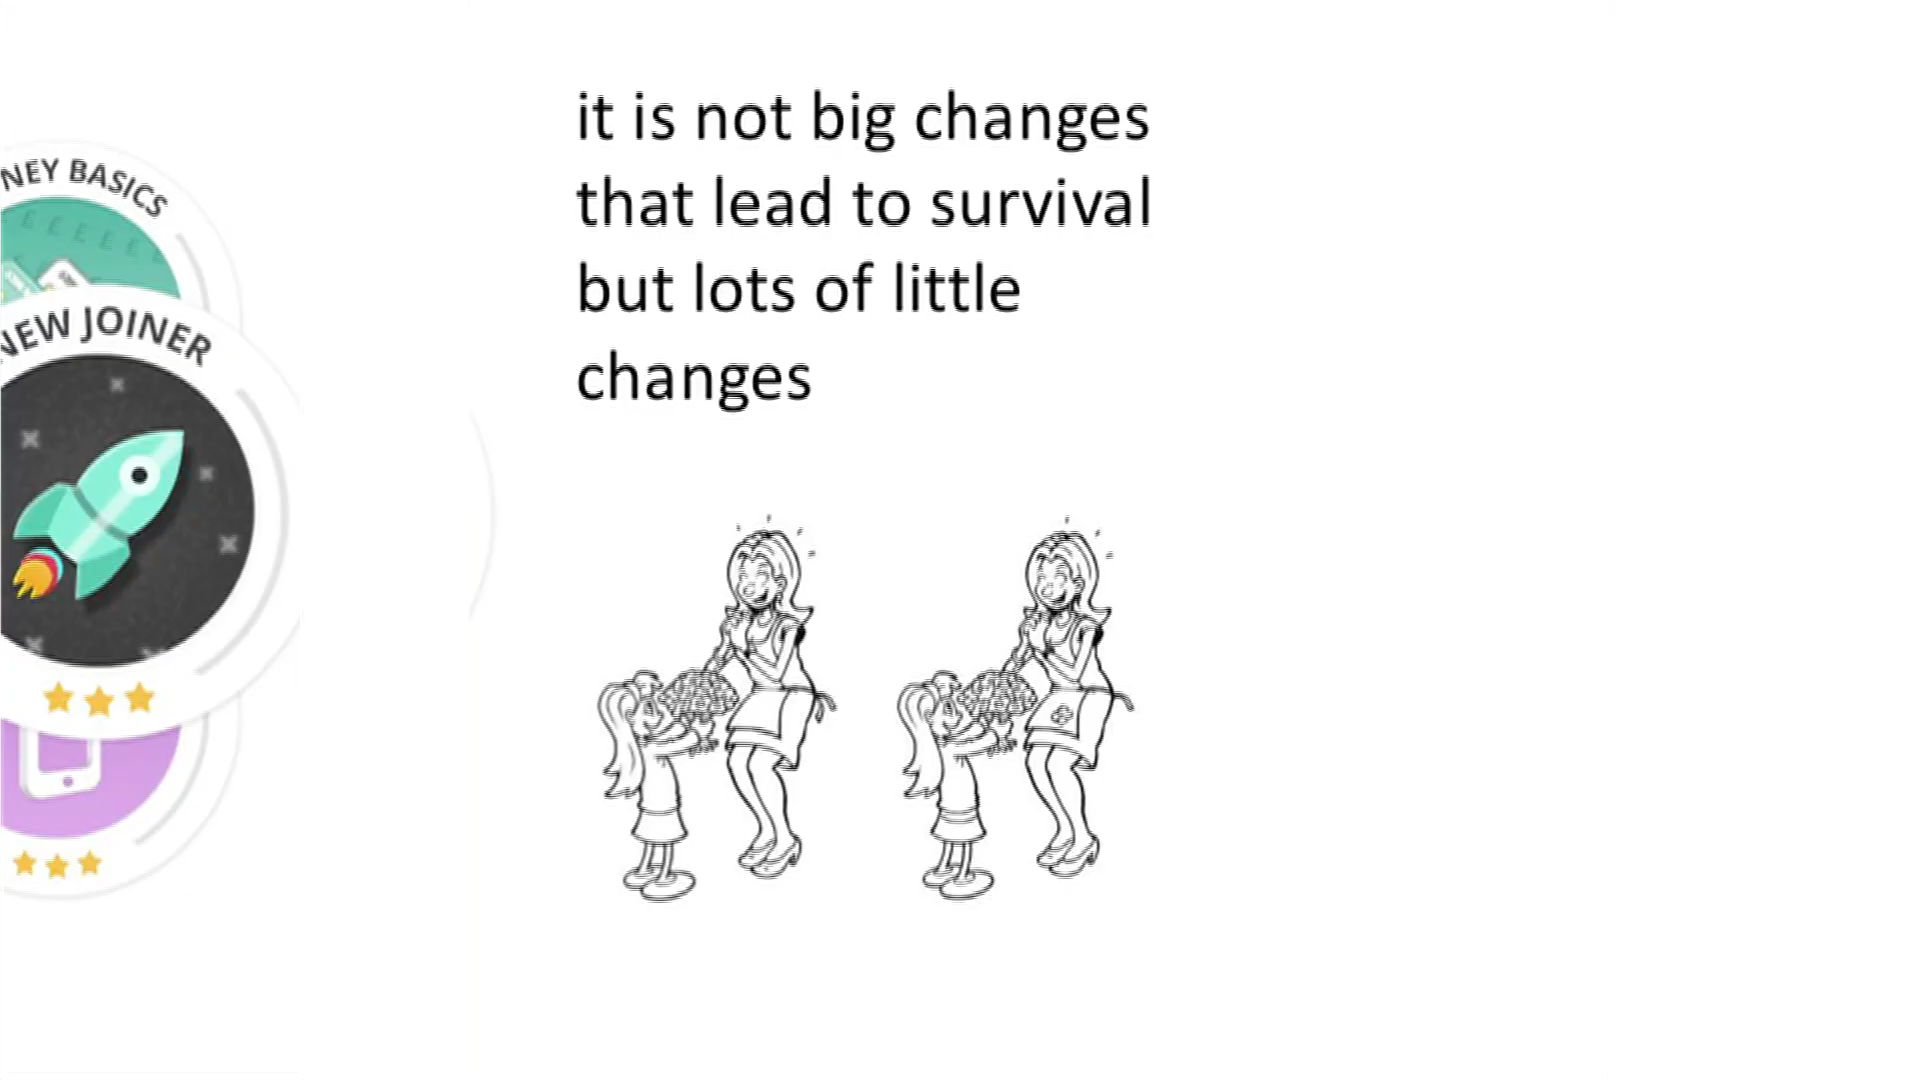 it is not big changes
that lead to survival
but lots of little
changes
NEY BASICS
NEW JOINER